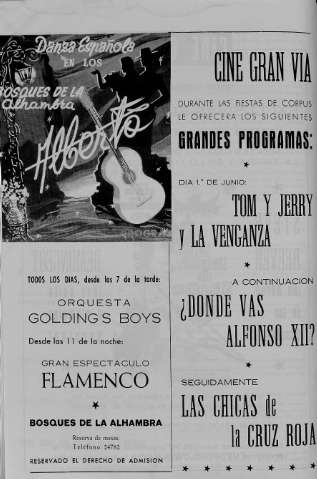 Danza Española
EN LOS
BOSQUES DE LA
Alhambra
Alberto
PROGRAMA
TODOS LOS DIAS, desde las 7 de la tarde:
ORQUESTA
GOLDING'S BOYS
Desde las 11 de la noche:
GRAN ESPECTACULO
FLAMENCO
BOSQUES DE LA ALHAMBRA
Reserva de mesas
Teléfono 24762
RESERVADO EL DERECHO DE ADMISION
CINE GRAN VIA
DURANTE LAS FIESTAS DE CORPUS
LE OFRECERA LOS SIGUIENTES
GRANDES PROGRAMAS:
DIA 1.º DE JUNIO:
TOM Y JERRY
y LA VENGANZA
A CONTINUACION
¿DONDE VAS
ALFONSO XII?
SEGUIDAMENTE
LAS CHICAS de
la CRUZ ROJA